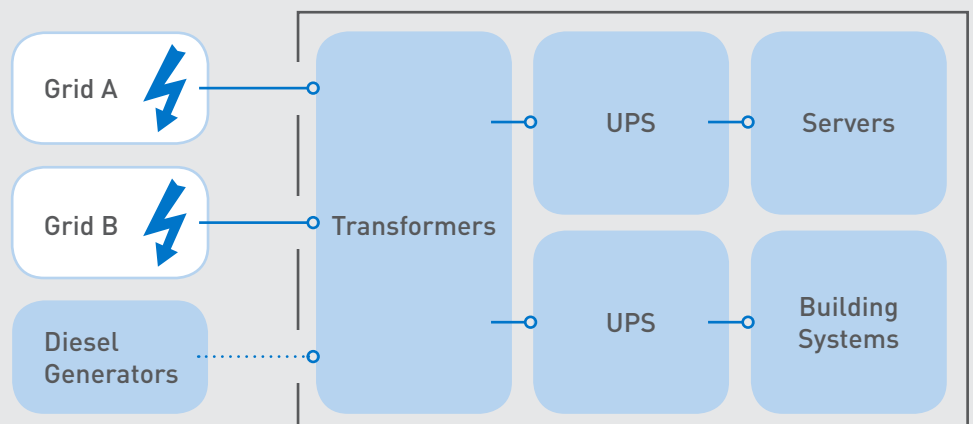 Grid A
Grid B
Diesel
Generators
Transformers
UPS
Servers
UPS
Building
Systems